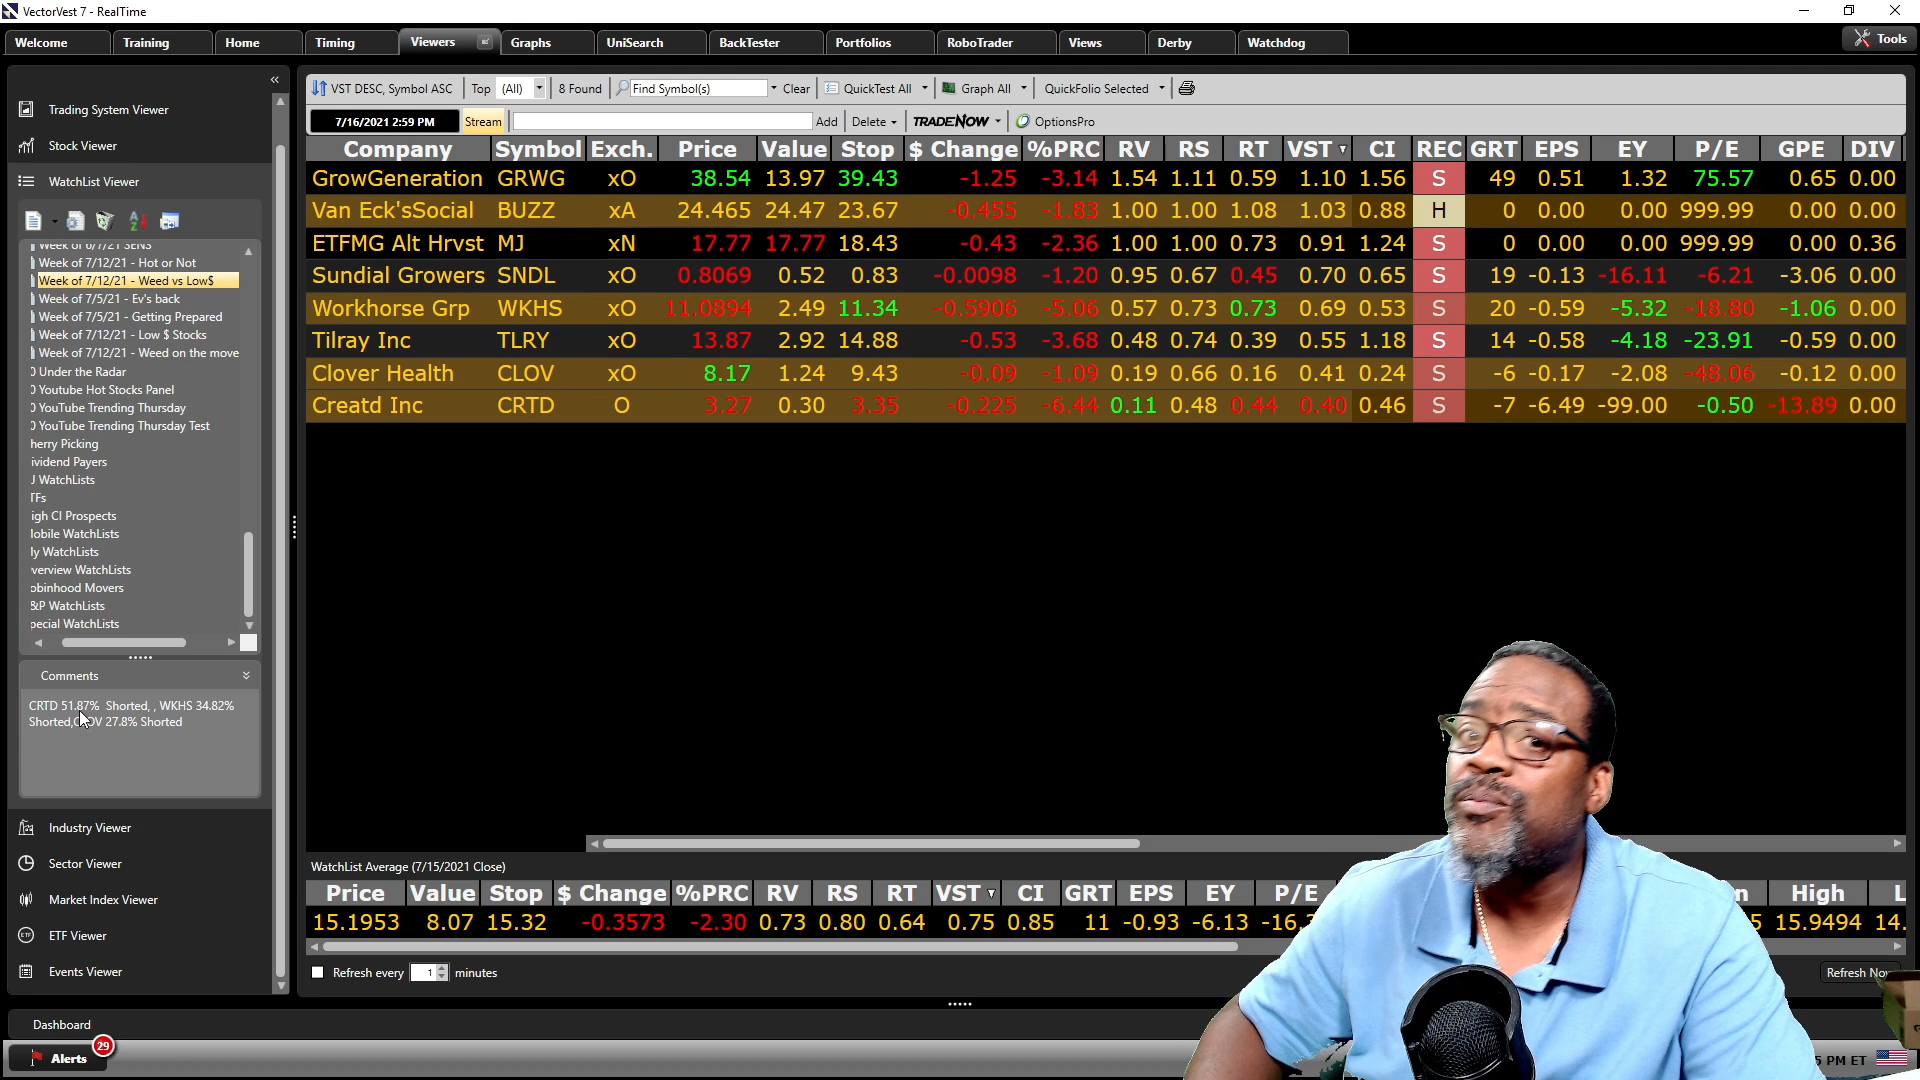 VectorVest 7 - RealTime
Welcome Training Home Timing Viewers Graphs UniSearch BackTester Portfolios RoboTrader Views Derby Watchdog Tools
Trading System Viewer
Stock Viewer
WatchList Viewer
Week of 6/7/21 SENS
Week of 7/12/21 - Hot or Not
Week of 7/12/21 - Weed vs Low$
Week of 7/5/21 - Ev's back
Week of 7/5/21 - Getting Prepared
Week of 7/12/21 - Low $ Stocks
Week of 7/12/21 - Weed on the move
Under the Radar
Youtube Hot Stocks Panel
YouTube Trending Thursday
YouTube Trending Thursday Test
herry Picking
ividend Payers
J WatchLists
TFs
igh CI Prospects
lobile WatchLists
ly WatchLists
verview WatchLists
obinhood Movers
&P WatchLists
pecial WatchLists
Comments
CRTD 51.87% Shorted, , WKHS 34.82%
Shorted, 27.8% Shorted
Industry Viewer
Sector Viewer
Market Index Viewer
ETF Viewer
Events Viewer
Dashboard
Alerts 29
VST DESC, Symbol ASC Top (All) 8 Found Find Symbol(s) Clear QuickTest All Graph All QuickFolio Selected
7/16/2021 2:59 PM Stream Add Delete TRADENOW OptionsPro
Company Symbol Exch. Price Value Stop $ Change %PRC RV RS RT VST CI REC GRT EPS EY P/E GPE DIV
GrowGeneration GRWG xO 38.54 13.97 39.43 -1.25 -3.14 1.54 1.11 0.59 1.10 1.56 S 49 0.51 1.32 75.57 0.65 0.00
Van Eck'sSocial BUZZ xA 24.465 24.47 23.67 -0.455 -1.83 1.00 1.00 1.08 1.03 0.88 H 0 0.00 0.00 999.99 0.00 0.00
ETFMG Alt Hrvst MJ xN 17.77 17.77 18.43 -0.43 -2.36 1.00 1.00 0.73 0.91 1.24 S 0 0.00 0.00 999.99 0.00 0.36
Sundial Growers SNDL xO 0.8069 0.52 0.83 -0.0098 -1.20 0.95 0.67 0.45 0.70 0.65 S 19 -0.13 -16.11 -6.21 -3.06 0.00
Workhorse Grp WKHS xO 11.0894 2.49 11.34 -0.5906 -5.06 0.57 0.73 0.73 0.69 0.53 S 20 -0.59 -5.32 -18.80 -1.06 0.00
Tilray Inc TLRY xO 13.87 2.92 14.88 -0.53 -3.68 0.48 0.74 0.39 0.55 1.18 S 14 -0.58 -4.18 -23.91 -0.59 0.00
Clover Health CLOV xO 8.17 1.24 9.43 -0.09 -1.09 0.19 0.66 0.16 0.41 0.24 S -6 -0.17 -2.08 -48.06 -0.12 0.00
Creatd Inc CRTD O 3.27 0.30 3.35 -0.225 -6.44 0.11 0.48 0.44 0.40 0.46 S -7 -6.49 -99.00 -0.50 -13.89 0.00
WatchList Average (7/15/2021 Close)
Price Value Stop $ Change %PRC RV RS RT VST CI GRT EPS EY P/E High
15.1953 8.07 15.32 -0.3573 -2.30 0.73 0.80 0.64 0.75 0.85 11 -0.93 -6.13 15.9494
Refresh every 1 minutes
Refresh Now
PM ET